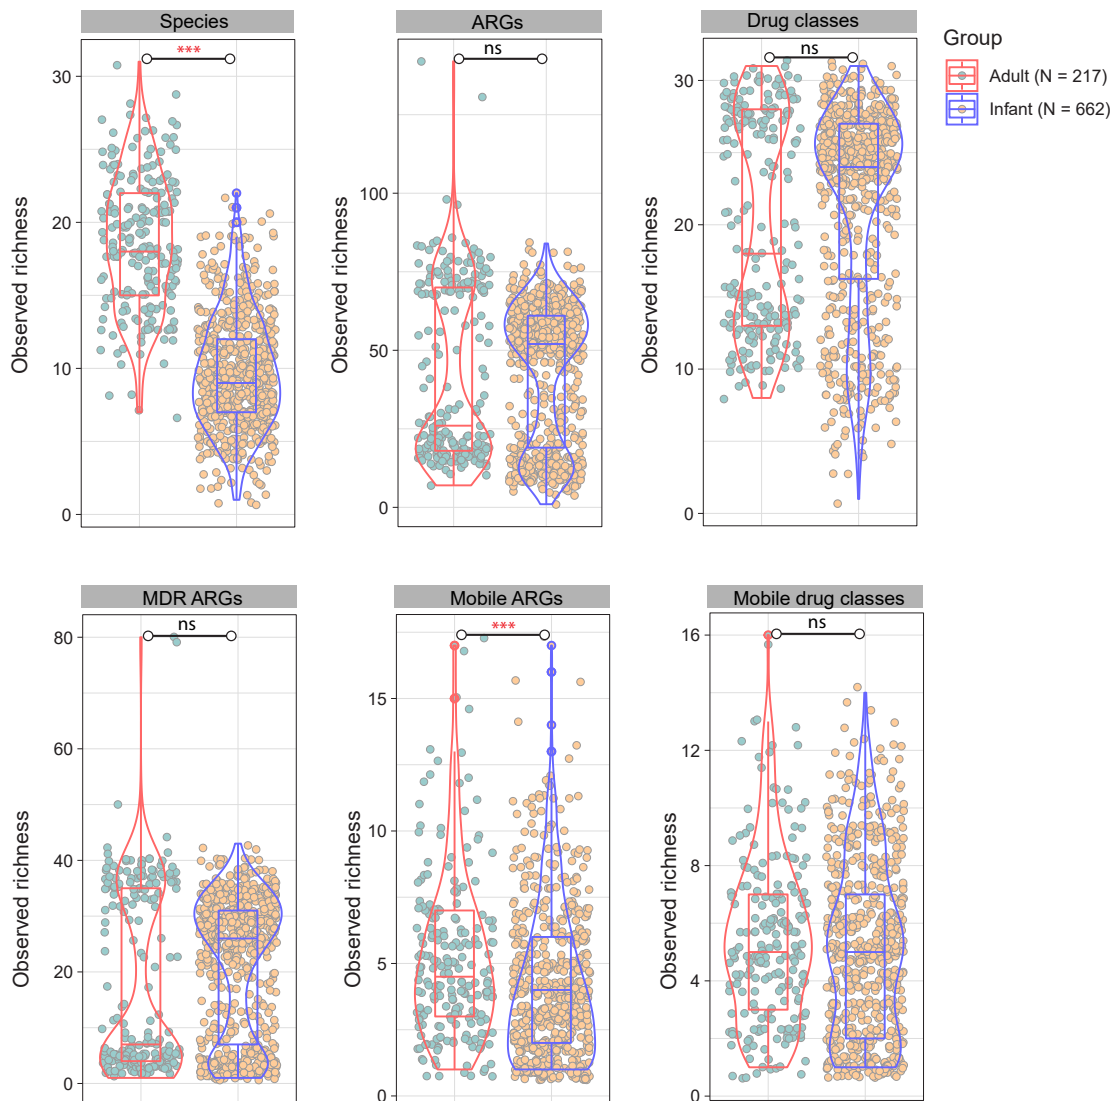 Species
ARGs
Drug classes
***
ns
ns
Group
Adult (N = 217)
Infant (N = 662)
Observed richness
30
20
10
0
Observed richness
100
50
0
Observed richness
30
20
10
0
MDR ARGs
Mobile ARGs
Mobile drug classes
ns
***
ns
Observed richness
80
60
40
20
0
Observed richness
15
10
5
0
Observed richness
16
12
8
4
0